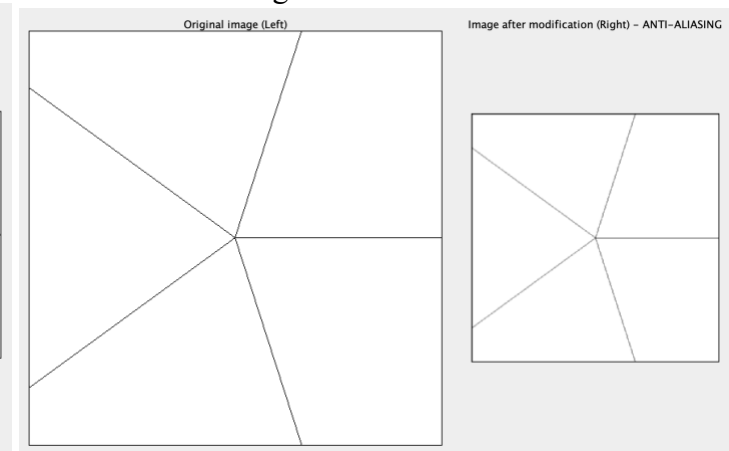 Original image (Left)
Image after modification (Right) – ANTI-ALIASING